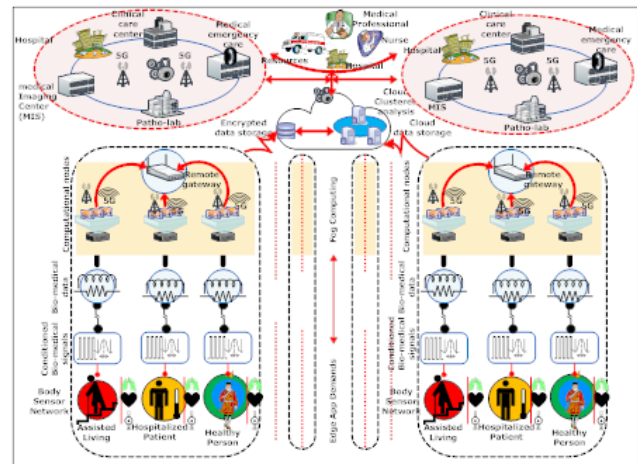 Clinical
care
center
Hospital
5G
5G
Medical
emergency
care
medical
Imaging
Center
(MIS)
Patho-lab
Medical
Professional
Nurse
Resources
Hospital
Cloud
Clusters
analysis
Encrypted
data storage
Cloud
data storage
Clinical
care
center
Hospital
5G
5G
Medical
emergency
care
MIS
Patho-lab
Computational nodes
Remote
gateway
5G
5G
5G
Bio-medical
data
Conditioned
Bio-medical
signals
Body
Sensor
Network
Assisted
Living
Hospitalized
Patient
Healthy
Person
Fog Computing
Edge App Demands
Computational nodes
Remote
gateway
5G
5G
5G
Bio-medical
data
Conditioned
Bio-medical
signals
Body
Sensor
Network
Assisted
Living
Hospitalized
Patient
Healthy
Person